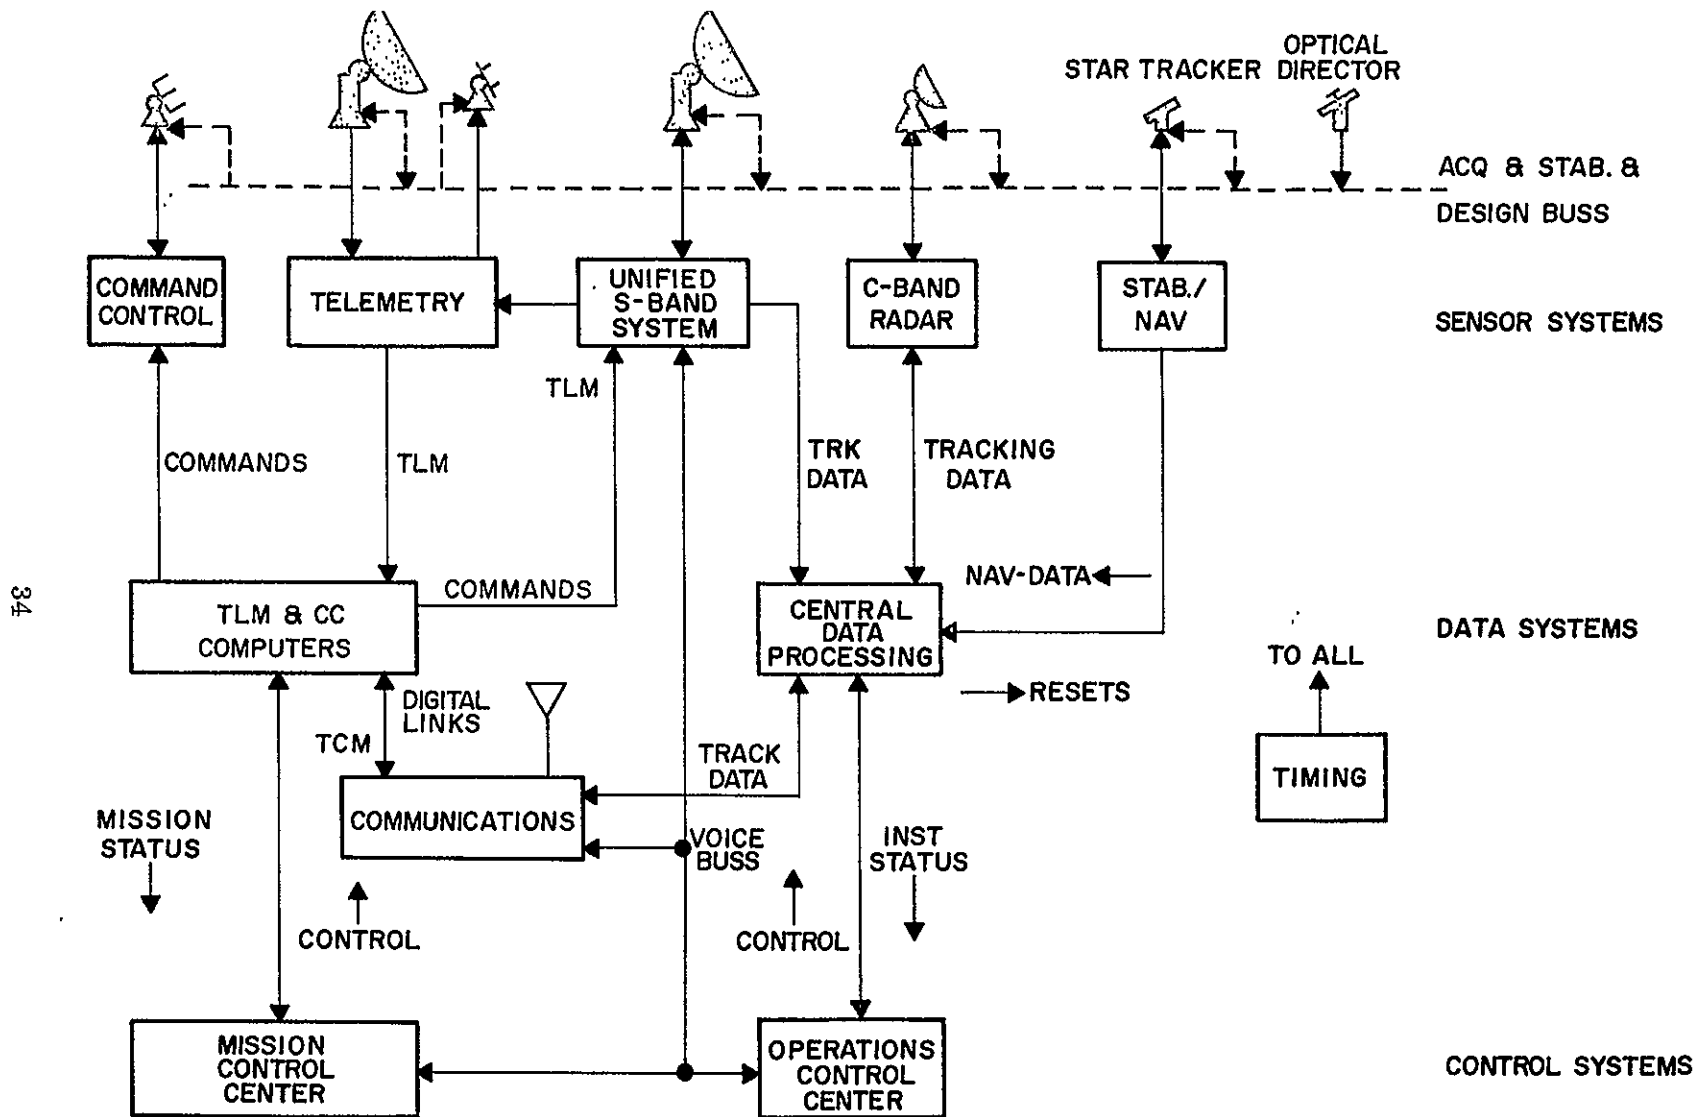 OPTICAL
STAR TRACKER DIRECTOR
ACQ & STAB. &
DESIGN BUSS
COMMAND
CONTROL
TELEMETRY
UNIFIED
S-BAND
SYSTEM
C-BAND
RADAR
STAB./
NAV
SENSOR SYSTEMS
TLM
COMMANDS
TLM
TRK
DATA
TRACKING
DATA
34
COMMANDS
NAV-DATA
TLM & CC
COMPUTERS
CENTRAL
DATA
PROCESSING
DATA SYSTEMS
TO ALL
RESETS
DIGITAL
LINKS
TCM
TRACK
DATA
TIMING
COMMUNICATIONS
MISSION
STATUS
VOICE
BUSS
INST
STATUS
CONTROL
CONTROL
MISSION
CONTROL
CENTER
OPERATIONS
CONTROL
CENTER
CONTROL SYSTEMS